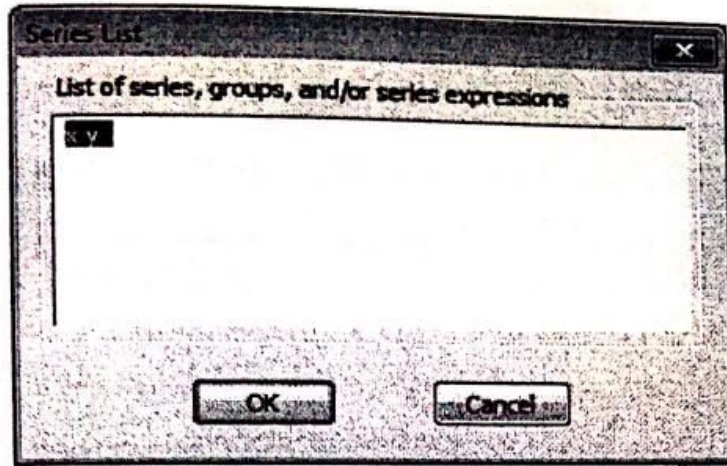 Series List
List of series, groups, and/or series expressions
x y
OK
Cancel